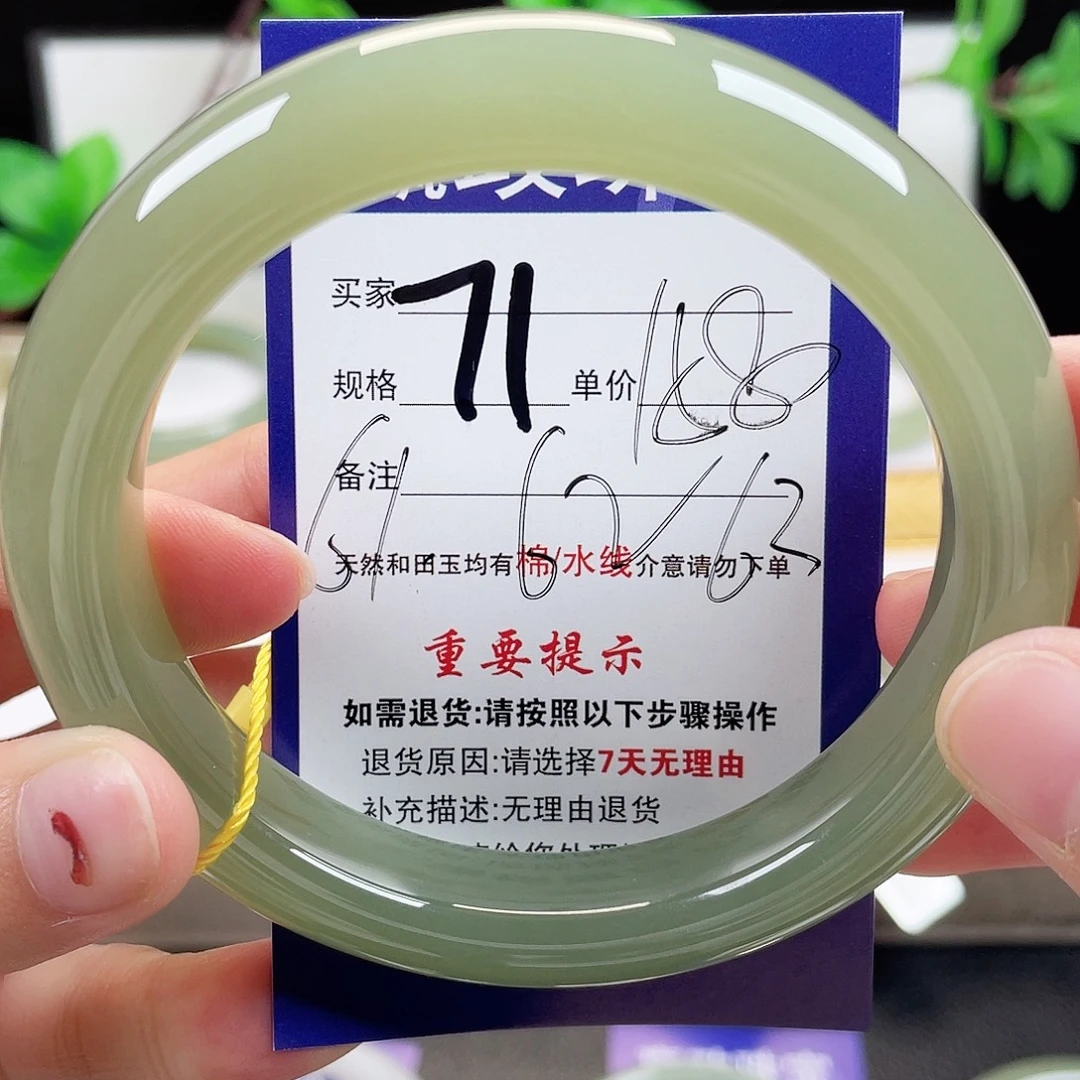 买家 71
规格 单价 168
备注
61. 62/63
天然和田玉均有棉/水线介意请勿下单
重要提示
如需退货:请按照以下步骤操作
退货原因:请选择7天无理由
补充描述:无理由退货